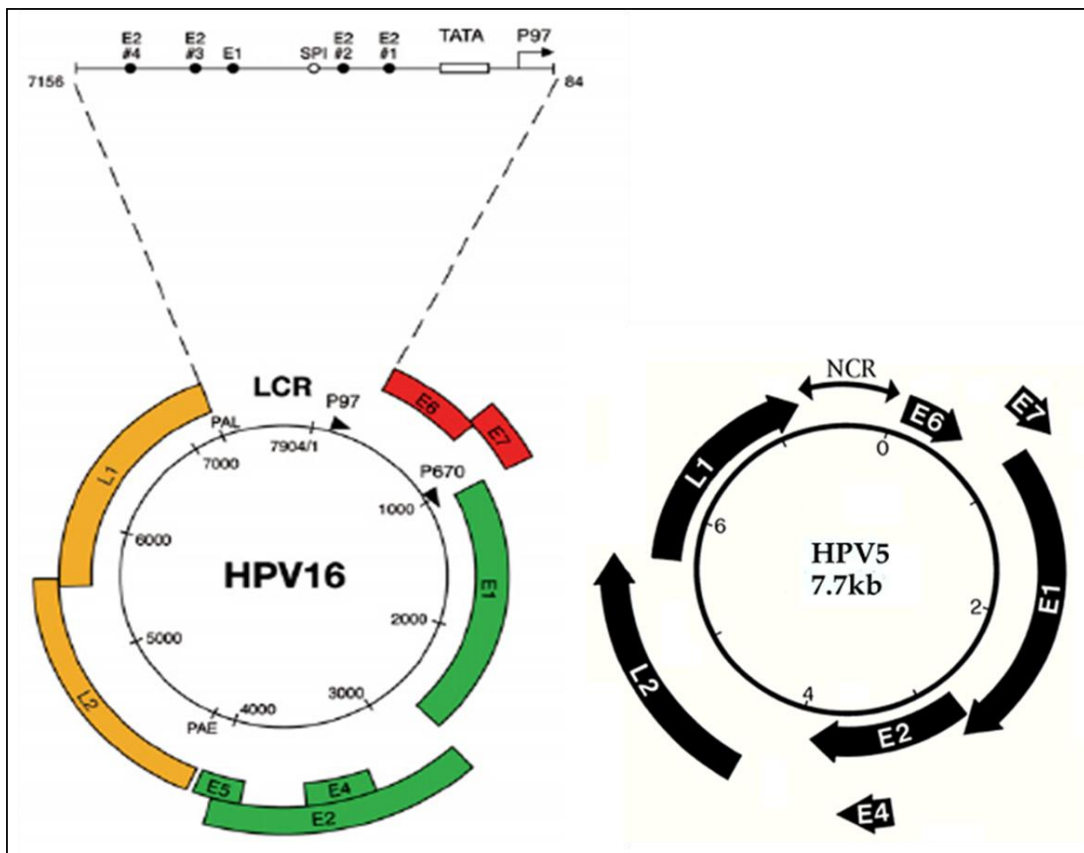 E2 E2 E2 E2 TATA P97
#4 #3 E1 SPI #2 #1
7156 84
LCR
P97
PAL
7904/1
7000
E6
E7
P670
1000
L1
6000
HPV16
E1
2000
5000
L2
3000
4000
PAE
E5
E4
E2
NCR
E6
E7
0
L1
6
HPV5
7.7kb
2
E1
L2
4
E2
E4